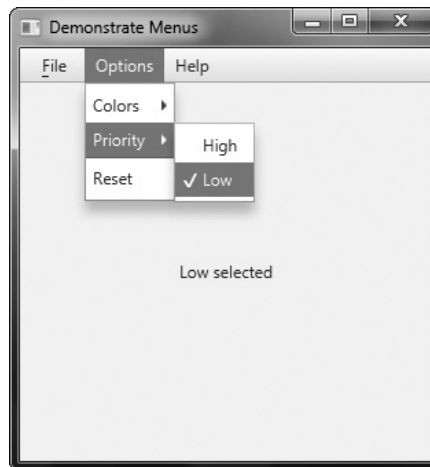 Demonstrate Menus
File Options Help
Colors
Priority
High
Reset
✓ Low
Low selected